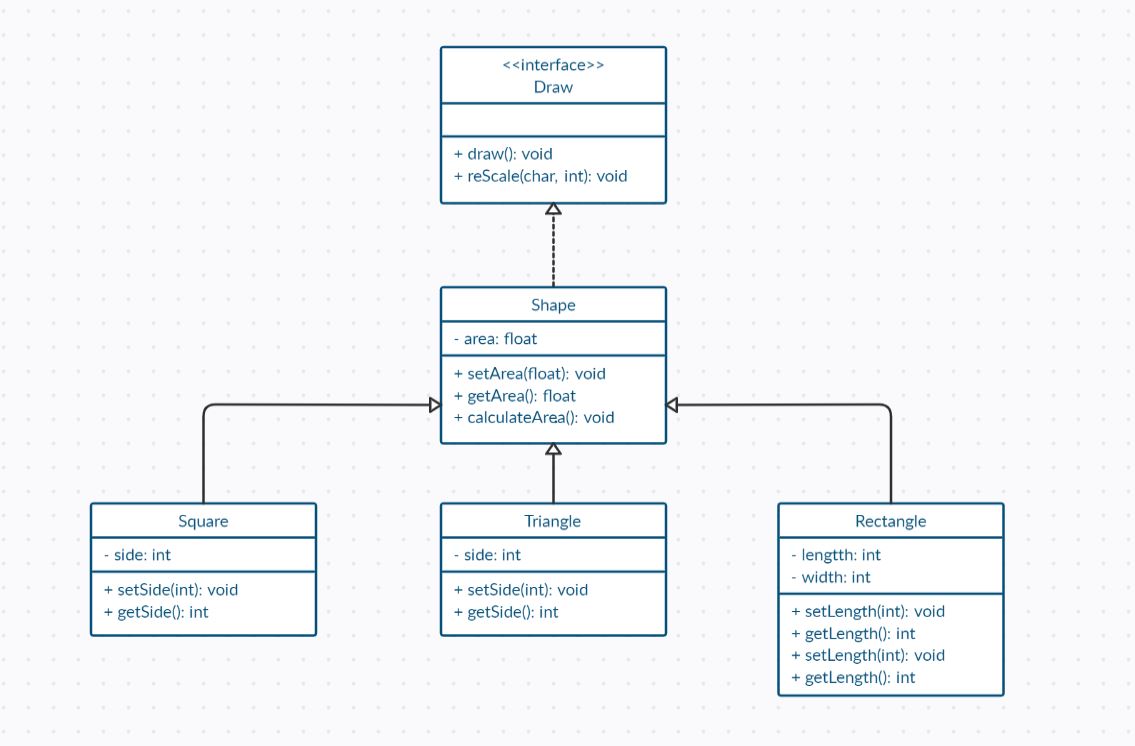 <<interface>>
Draw
+ draw(): void
+ reScale(char, int): void
Shape
- area: float
+ setArea(float): void
+ getArea(): float
+ calculateArea(): void
Square
- side: int
+ setSide(int): void
+ getSide(): int
Triangle
- side: int
+ setSide(int): void
+ getSide(): int
Rectangle
- lengtth: int
- width: int
+ setLength(int): void
+ getLength(): int
+ setLength(int): void
+ getLength(): int